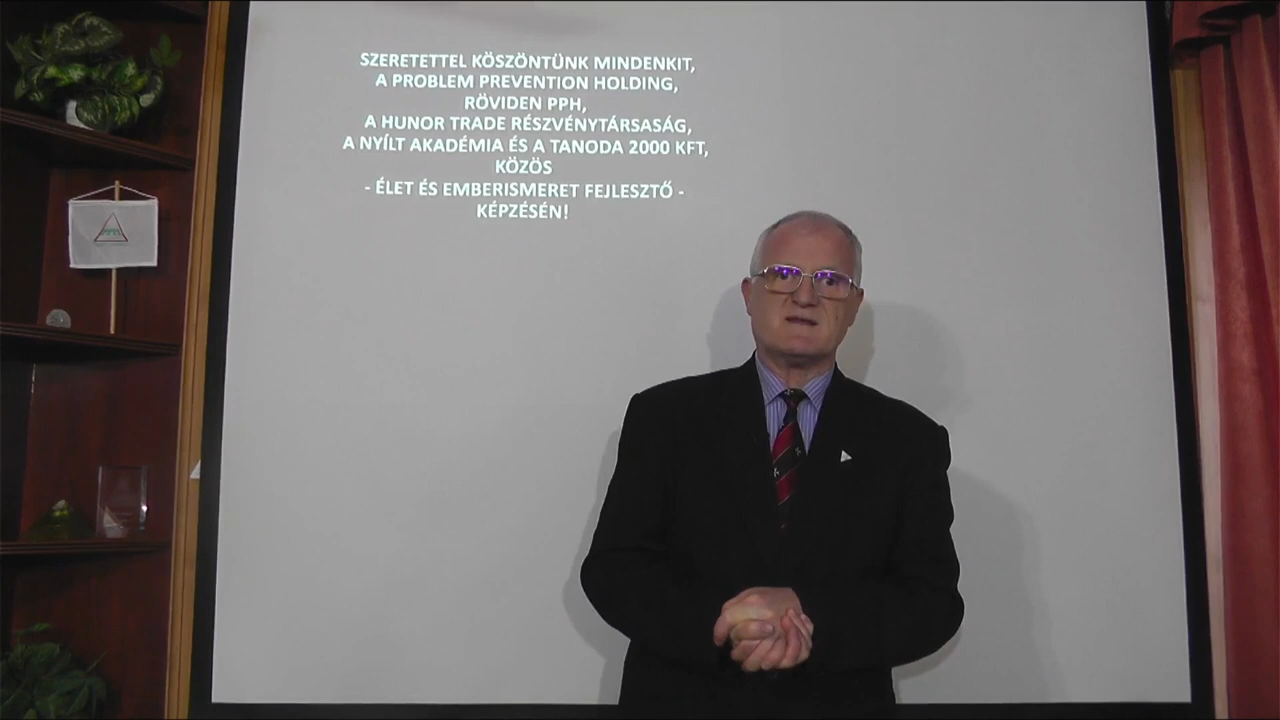 SZERETETTEL KÖSZÖNTÜNK MINDENKIT,
A PROBLEM PREVENTION HOLDING,
RÖVIDEN PPH,
A HUNOR TRADE RÉSZVÉNYTÁRSASÁG,
A NYÍLT AKADÉMIA ÉS A TANODA 2000 KFT,
KÖZÖS
- ÉLET ÉS EMBERISMERET FEJLESZTŐ -
KÉPZÉSÉN!